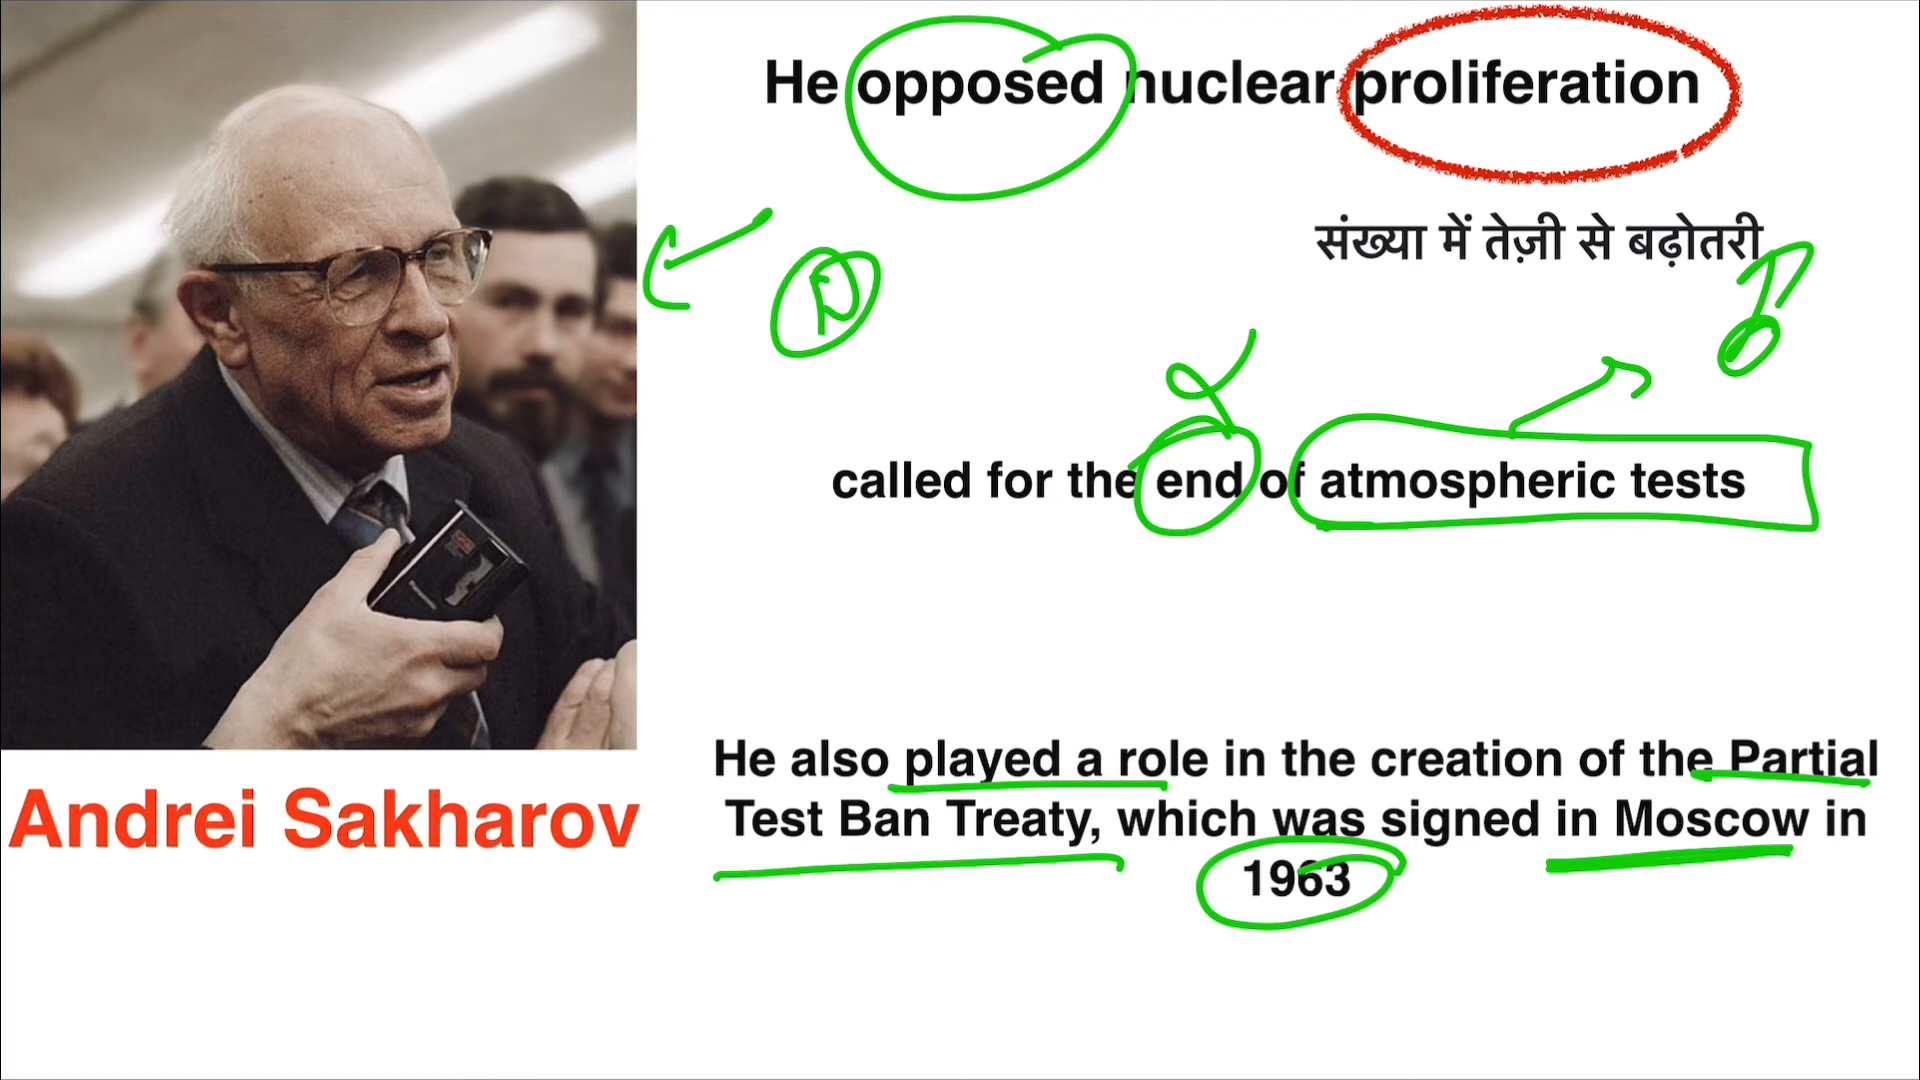 He opposed nuclear proliferation
संख्या में तेज़ी से बढ़ोतरी
called for the end of atmospheric tests
He also played a role in the creation of the Partial
Test Ban Treaty, which was signed in Moscow in
1963
Andrei Sakharov